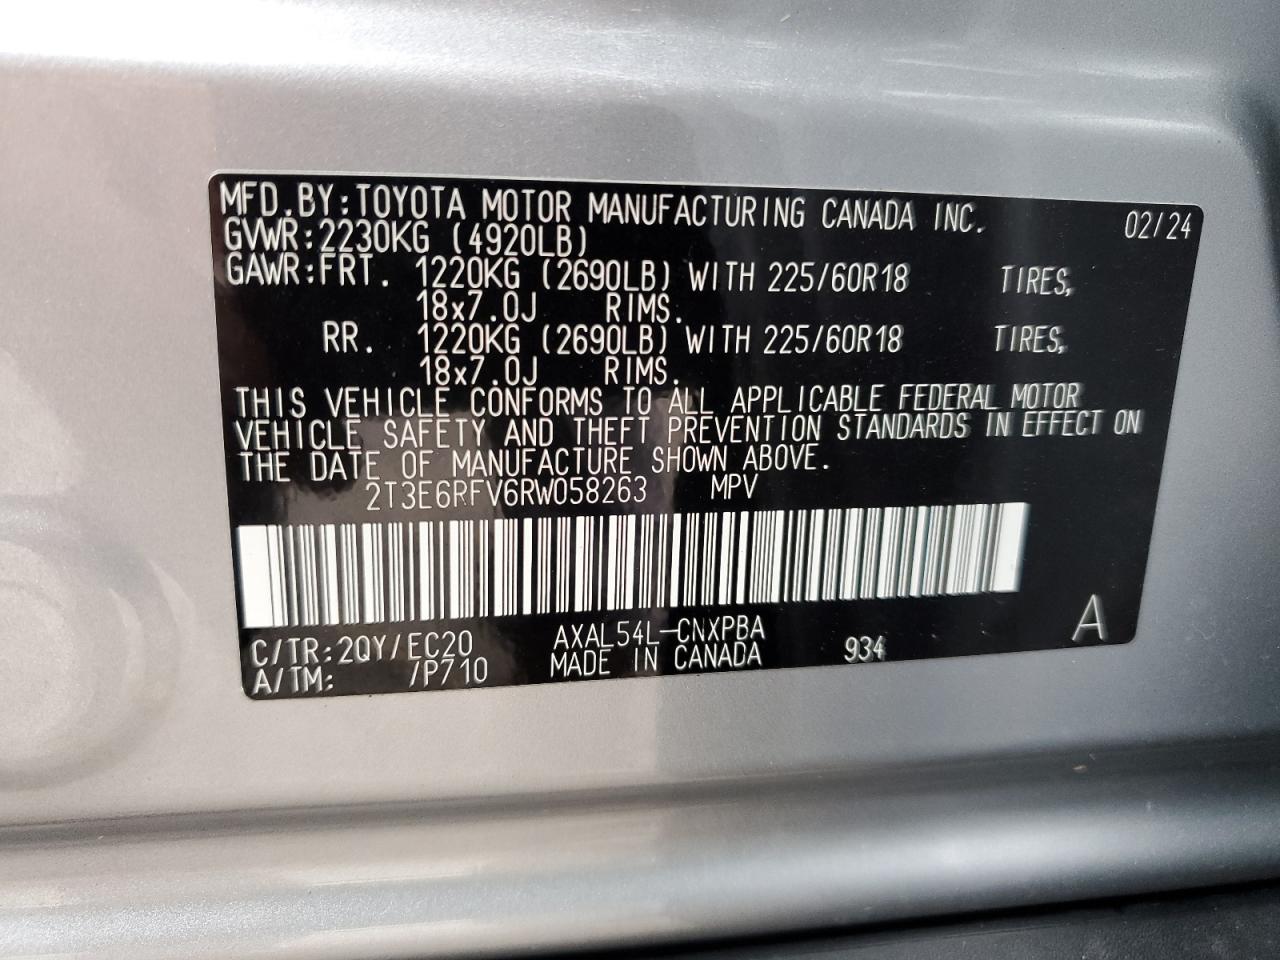 MFD.BY:TOYOTA MOTOR MANUFACTURING CANADA INC. 02/24
GVWR:2230KG (4920LB)
GAWR:FRT. 1220KG (2690LB) WITH 225/60R18 TIRES,
18x7.0J RIMS.
RR. 1220KG (2690LB) WITH 225/60R18 TIRES,
18x7.0J RIMS.
THIS VEHICLE CONFORMS TO ALL APPLICABLE FEDERAL MOTOR
VEHICLE SAFETY AND THEFT PREVENTION STANDARDS IN EFFECT ON
THE DATE OF MANUFACTURE SHOWN ABOVE.
2T3E6RFV6RW058263 MPV
C/TR:2QY/EC20 AXAL54L-CNXPBA A
A/TM: /P710 MADE IN CANADA 934